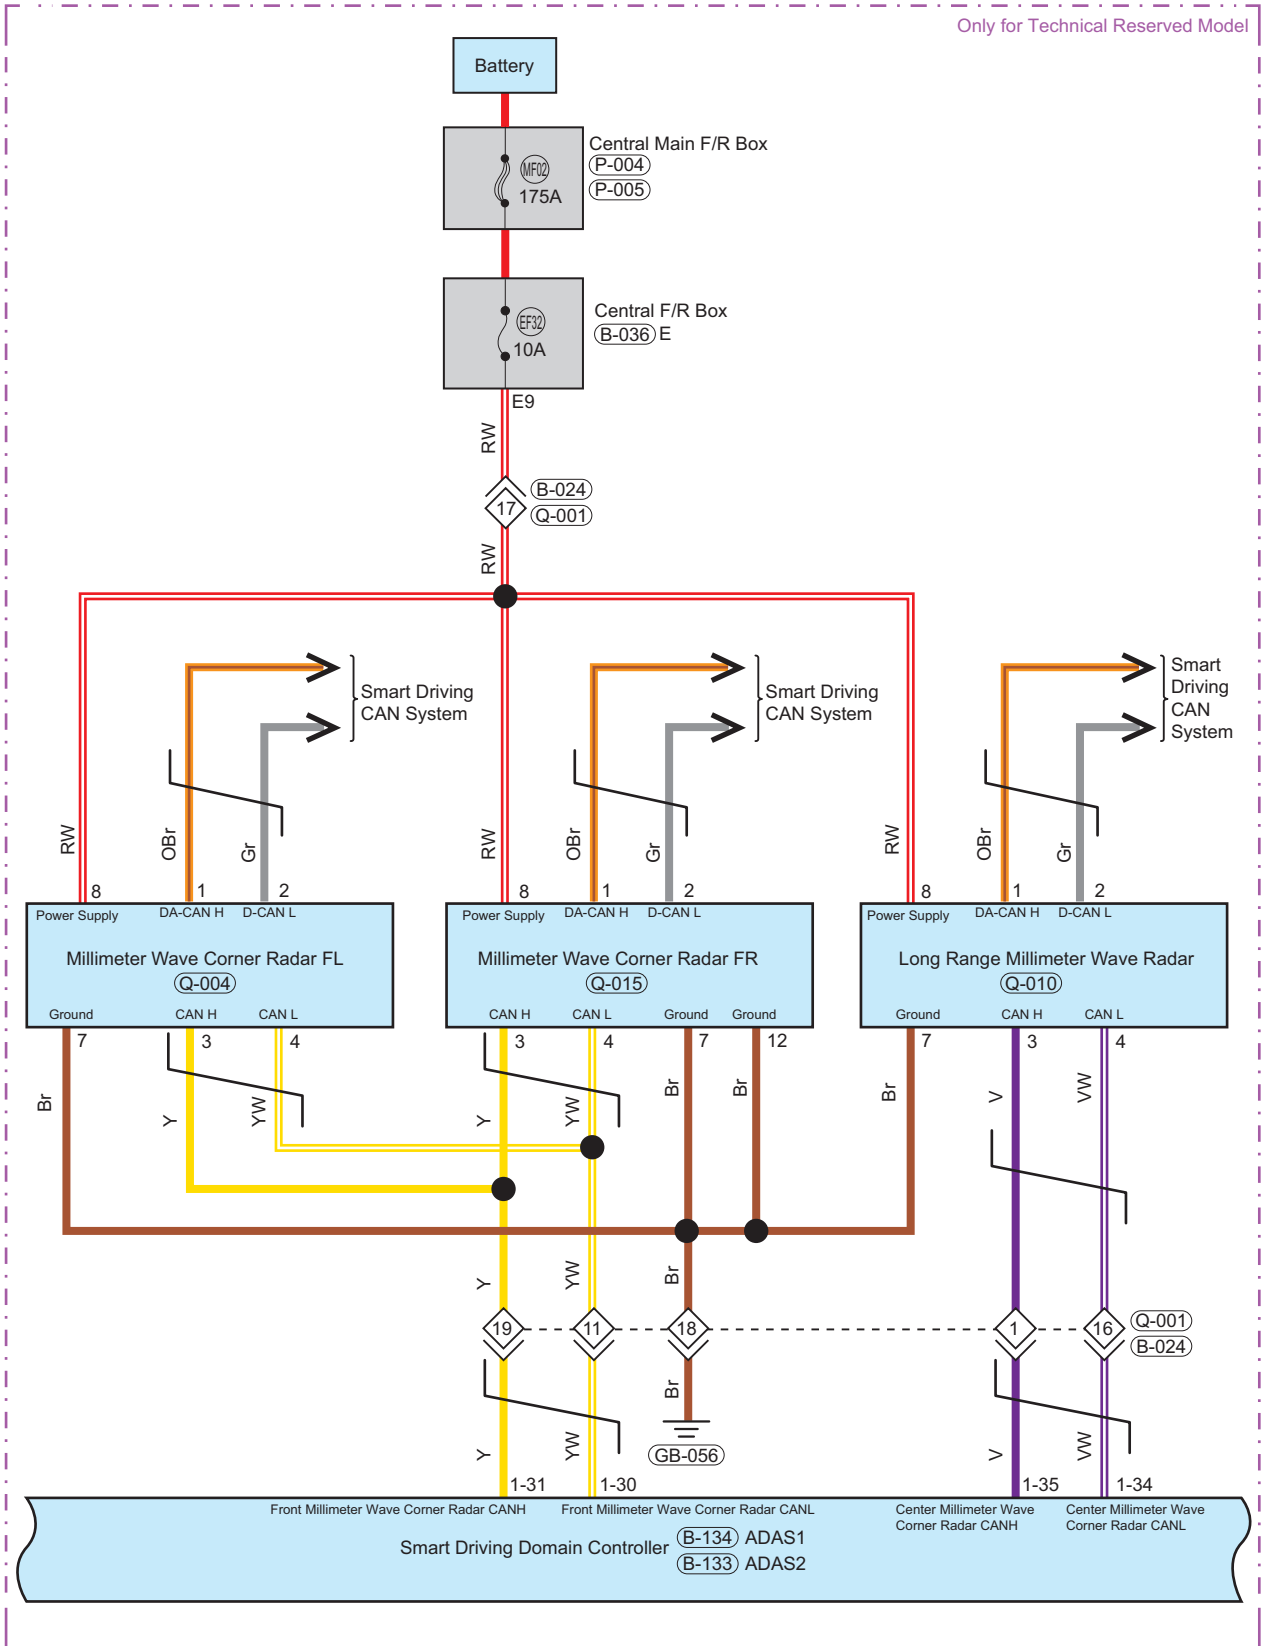 Only for Technical Reserved Model
Battery
Central Main F/R Box
P-004
P-005
MF02
175A
Central F/R Box
B-036 E
EF32
10A
E9
RW
B-024
17
Q-001
RW
Smart Driving
CAN System
Smart Driving
CAN System
Smart
Driving
CAN
System
RW
OBr
Gr
RW
OBr
Gr
RW
OBr
Gr
8
1
2
8
1
2
8
1
2
Power Supply
DA-CAN H
D-CAN L
Millimeter Wave Corner Radar FL
Q-004
Ground
CAN H
CAN L
Power Supply
DA-CAN H
D-CAN L
Millimeter Wave Corner Radar FR
Q-015
CAN H
CAN L
Ground
Ground
Power Supply
DA-CAN H
D-CAN L
Long Range Millimeter Wave Radar
Q-010
Ground
CAN H
CAN L
7
3
4
3
4
7
12
7
3
4
Br
Y
YW
Y
YW
Br
Br
Br
V
VW
Y
YW
Br
19
11
18
1
16
Q-001
B-024
Br
Y
YW
GB-056
V
VW
1-31
1-30
1-35
1-34
Front Millimeter Wave Corner Radar CANH
Front Millimeter Wave Corner Radar CANL
Center Millimeter Wave
Corner Radar CANH
Center Millimeter Wave
Corner Radar CANL
Smart Driving Domain Controller
B-134 ADAS1
B-133 ADAS2